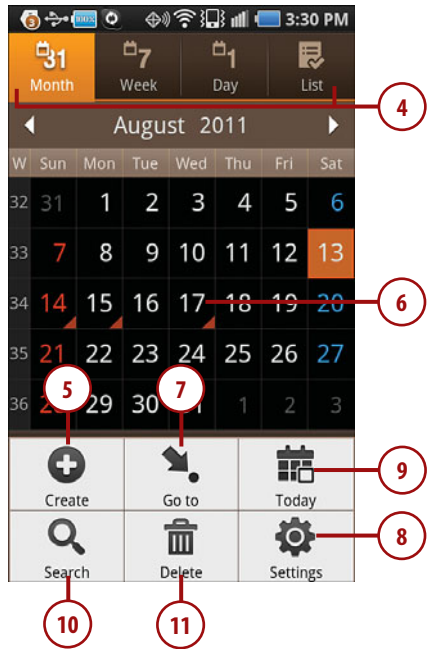 3:30 PM
31 7 1
Month Week Day List
4
August 2011
W Sun Mon Tue Wed Thu Fri Sat
32 31 1 2 3 4 5 6
33 7 8 9 10 11 12 13
34 14 15 16 17 18 19 20
6
35 21 22 23 24 25 26 27
5 7
36 29 30 1 2 3
Create Go to Today
9
Search Delete Settings
8
10 11